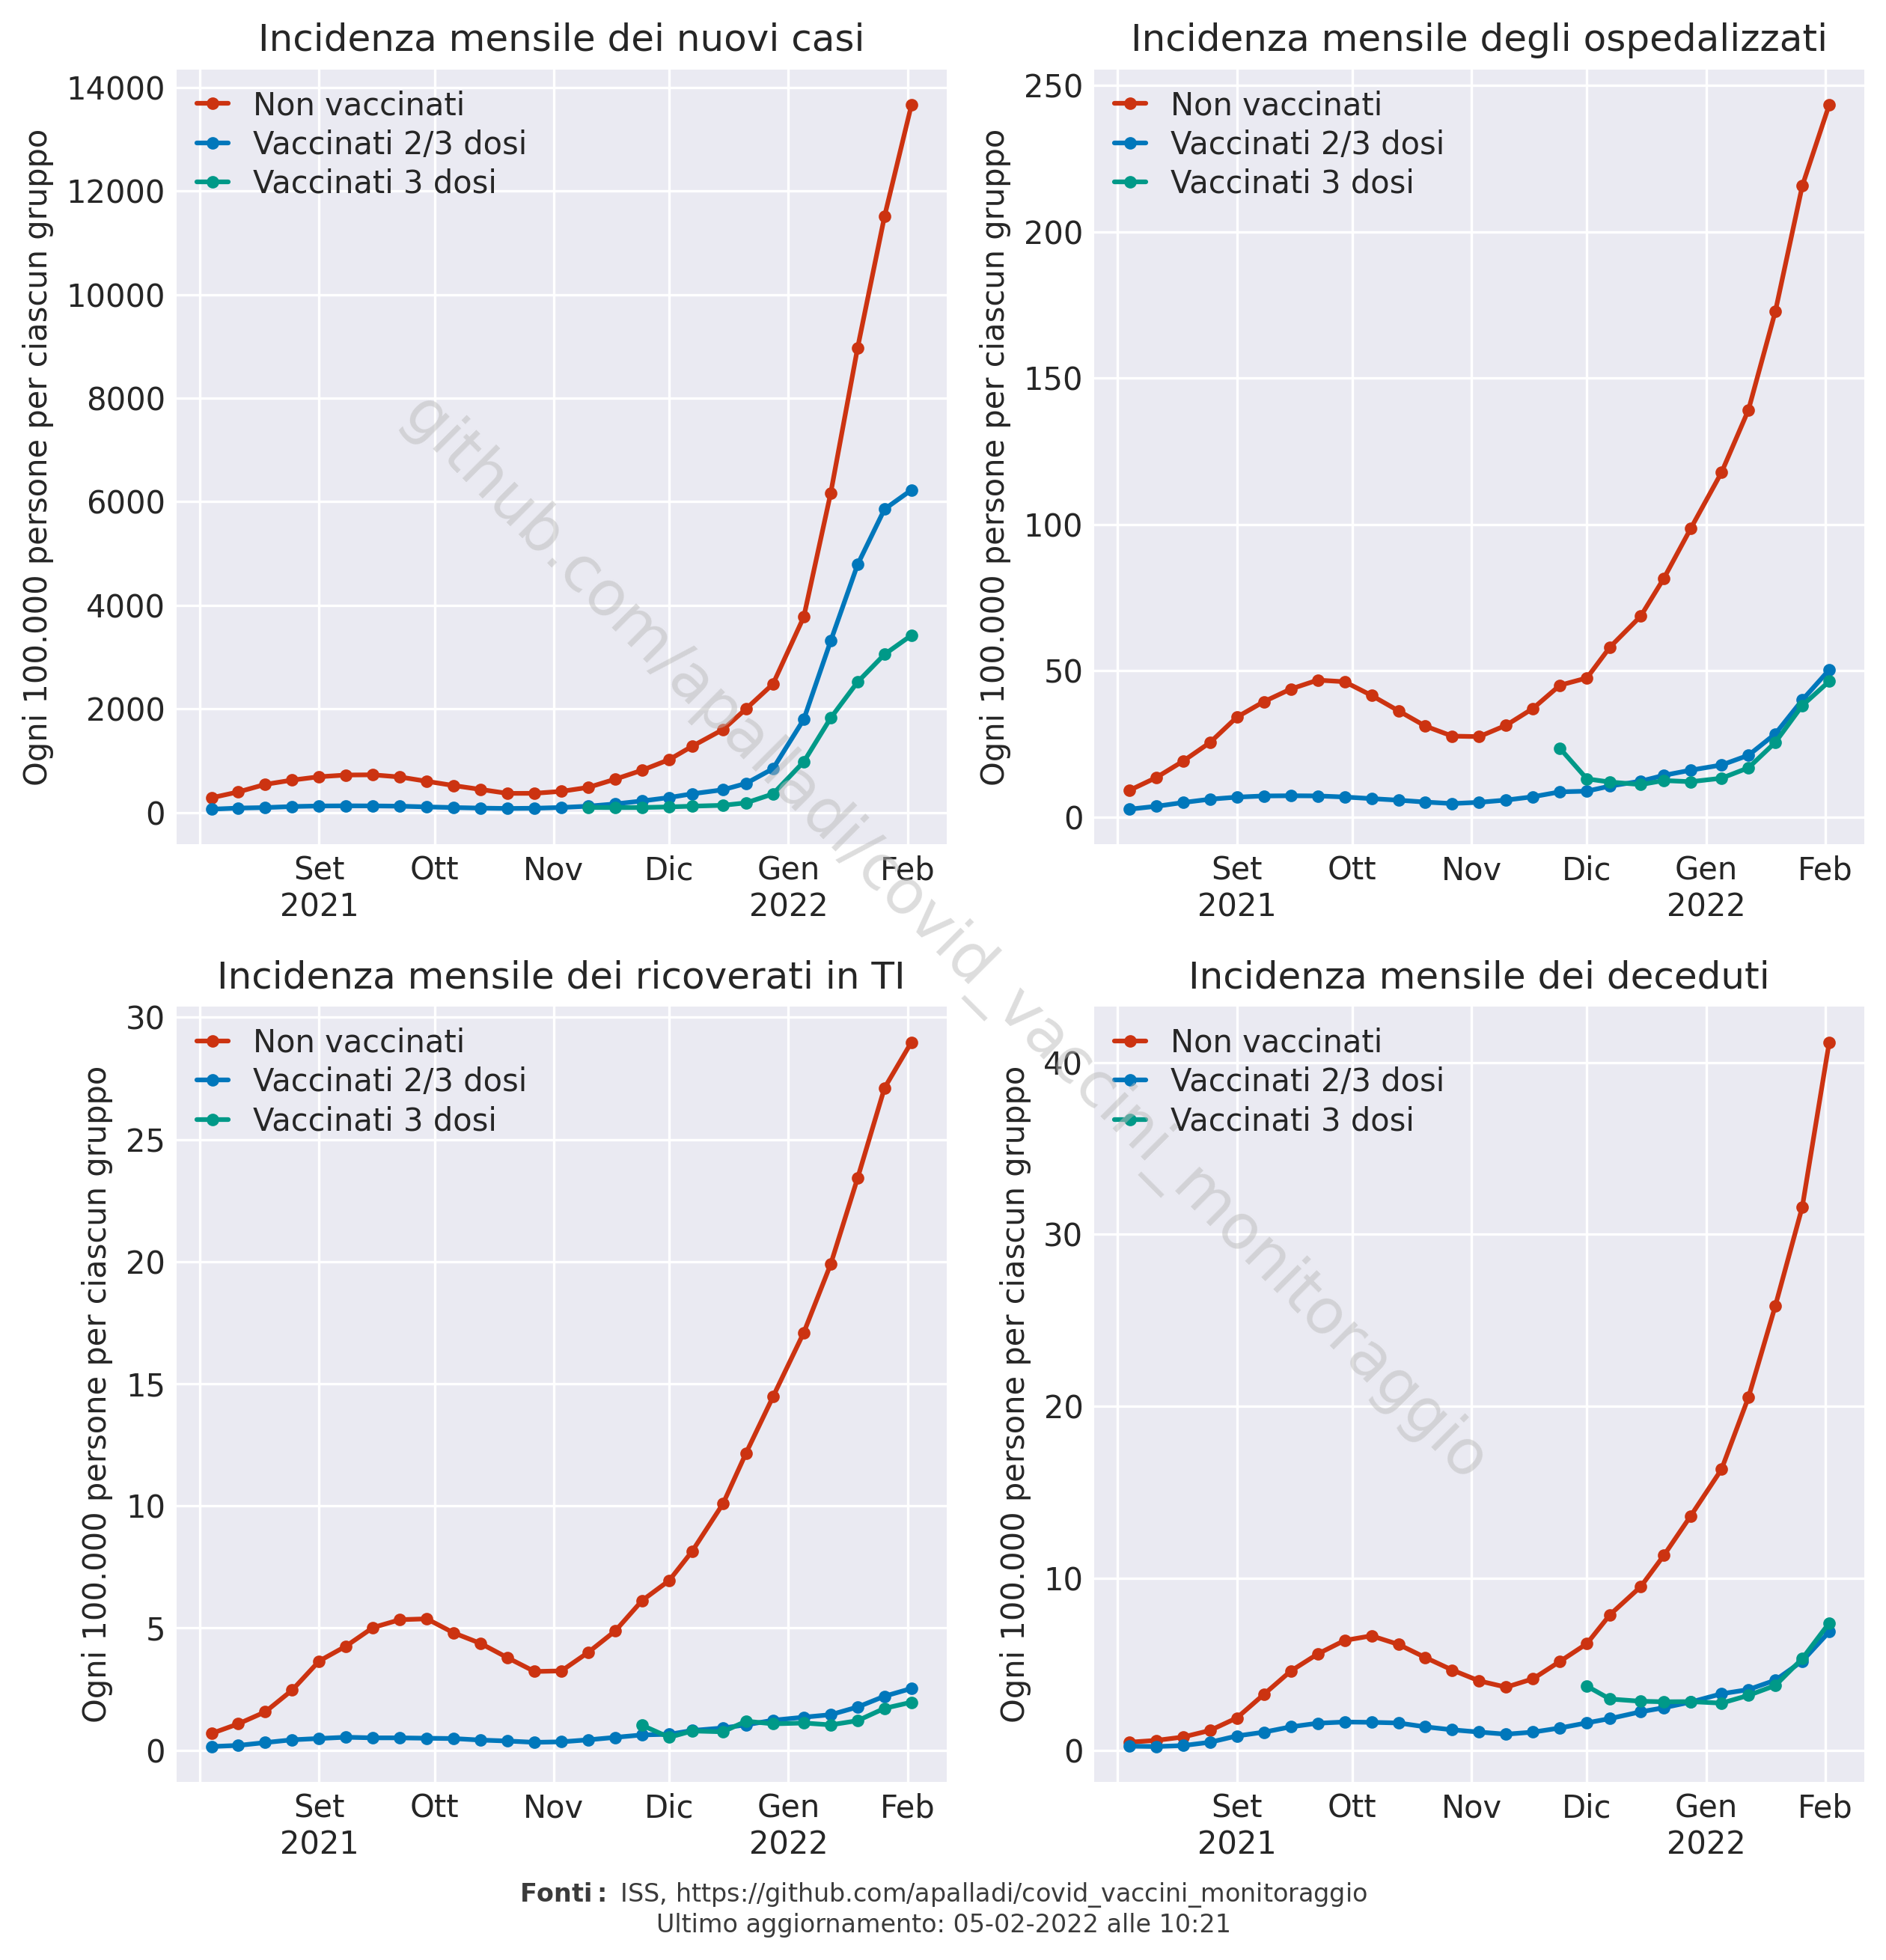 Incidenza mensile dei nuovi casi
Ogni 100.000 persone per ciascun gruppo
14000
12000
10000
8000
6000
4000
2000
0
Non vaccinati
Vaccinati 2/3 dosi
Vaccinati 3 dosi
Set
2021
Ott
Nov
Dic
Gen
2022
Feb
Incidenza mensile degli ospedalizzati
Ogni 100.000 persone per ciascun gruppo
250
200
150
100
50
0
Non vaccinati
Vaccinati 2/3 dosi
Vaccinati 3 dosi
Set
2021
Ott
Nov
Dic
Gen
2022
Feb
Incidenza mensile dei ricoverati in TI
Ogni 100.000 persone per ciascun gruppo
30
25
20
15
10
5
0
Non vaccinati
Vaccinati 2/3 dosi
Vaccinati 3 dosi
Set
2021
Ott
Nov
Dic
Gen
2022
Feb
Incidenza mensile dei deceduti
Ogni 100.000 persone per ciascun gruppo
40
30
20
10
0
Non vaccinati
Vaccinati 2/3 dosi
Vaccinati 3 dosi
Set
2021
Ott
Nov
Dic
Gen
2022
Feb
github.com/apalladi/covid_vaccini_monitoraggio
Fonti: ISS, https://github.com/apalladi/covid_vaccini_monitoraggio
Ultimo aggiornamento: 05-02-2022 alle 10:21